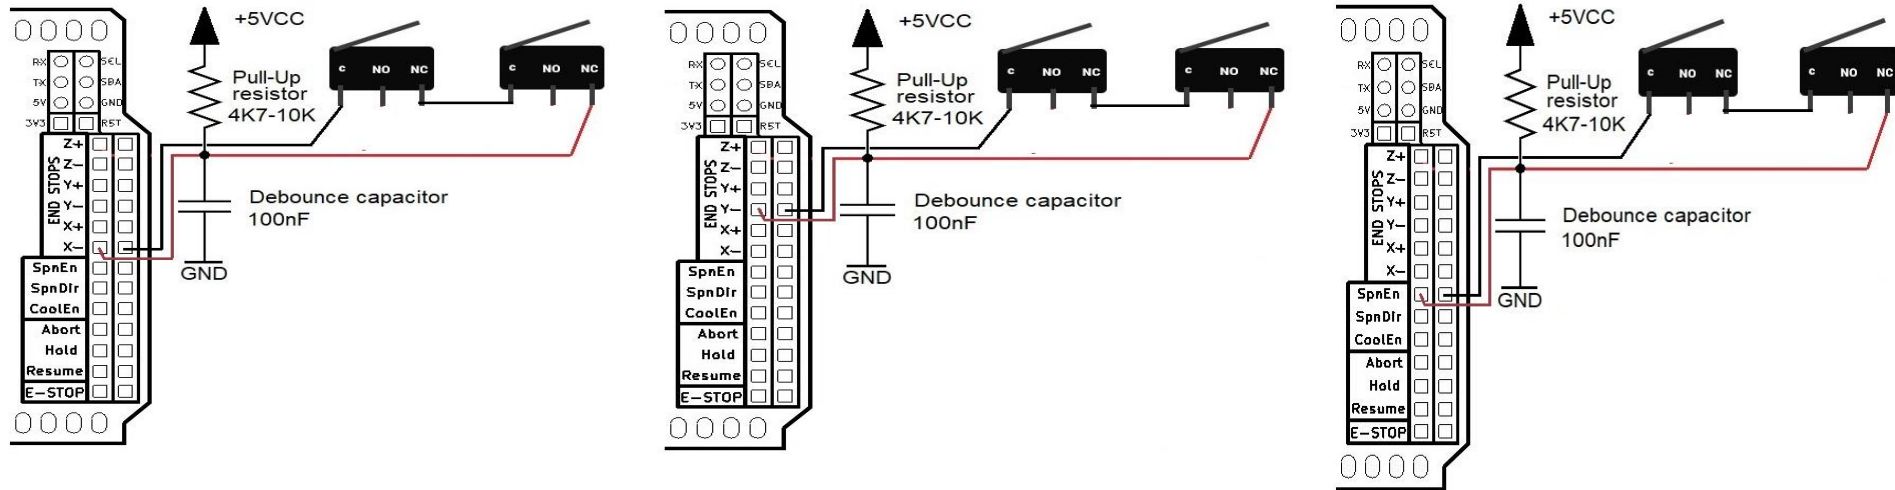 +5VCC
Pull-Up
resistor
4K7-10K
C NO NC
C NO NC
RX SCL
TX SDA
5V GND
3V3 RST
END STOPS
Z+
Z-
Y+
Y-
X+
X-
SpnEn
SpnDir
CoolEn
Abort
Hold
Resume
E-STOP
Debounce capacitor
100nF
GND
+5VCC
Pull-Up
resistor
4K7-10K
C NO NC
C NO NC
RX SCL
TX SDA
5V GND
3V3 RST
END STOPS
Z+
Z-
Y+
Y-
X+
X-
SpnEn
SpnDir
CoolEn
Abort
Hold
Resume
E-STOP
Debounce capacitor
100nF
GND
+5VCC
Pull-Up
resistor
4K7-10K
C NO NC
C NO NC
RX SCL
TX SDA
5V GND
3V3 RST
END STOPS
Z+
Z-
Y+
Y-
X+
X-
SpnEn
SpnDir
CoolEn
Abort
Hold
Resume
E-STOP
Debounce capacitor
100nF
GND